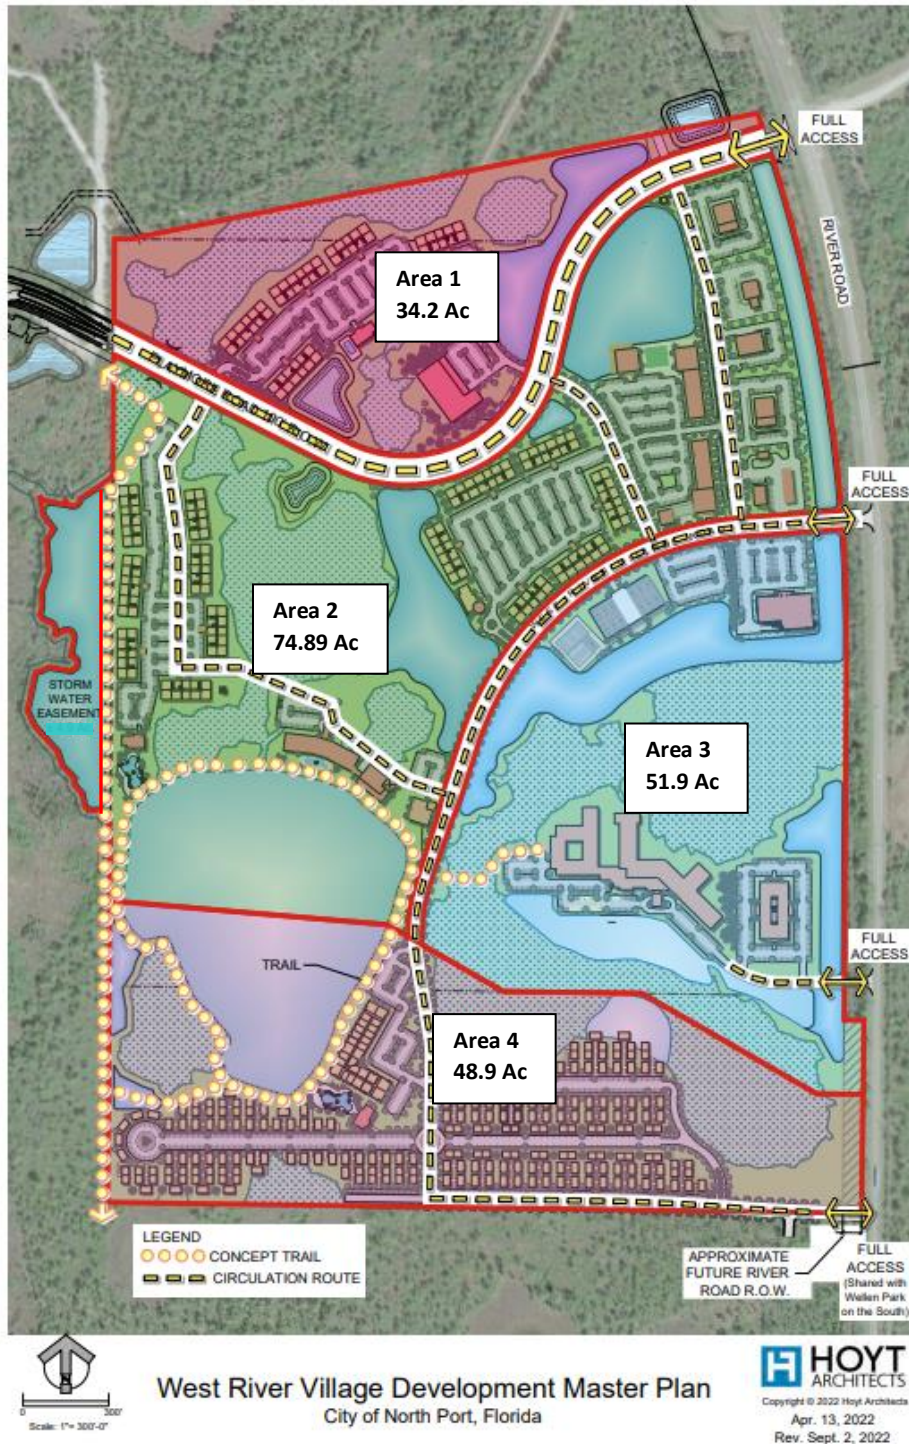 FULL
ACCESS
RIVER ROAD
Area 1
34.2 Ac
FULL
ACCESS
Area 2
74.89 Ac
STORM
WATER
EASEMENT
Area 3
51.9 Ac
FULL
ACCESS
TRAIL
Area 4
48.9 Ac
LEGEND
CONCEPT TRAIL
CIRCULATION ROUTE
APPROXIMATE
FUTURE RIVER
ROAD R.O.W.
FULL
ACCESS
(Shared with
Wellen Park
on the South)
0 300'
Scale: 1"= 300'-0"
West River Village Development Master Plan
City of North Port, Florida
HOYT
ARCHITECTS
Copyright © 2022 Hoyt Architects
Apr. 13, 2022
Rev. Sept. 2, 2022